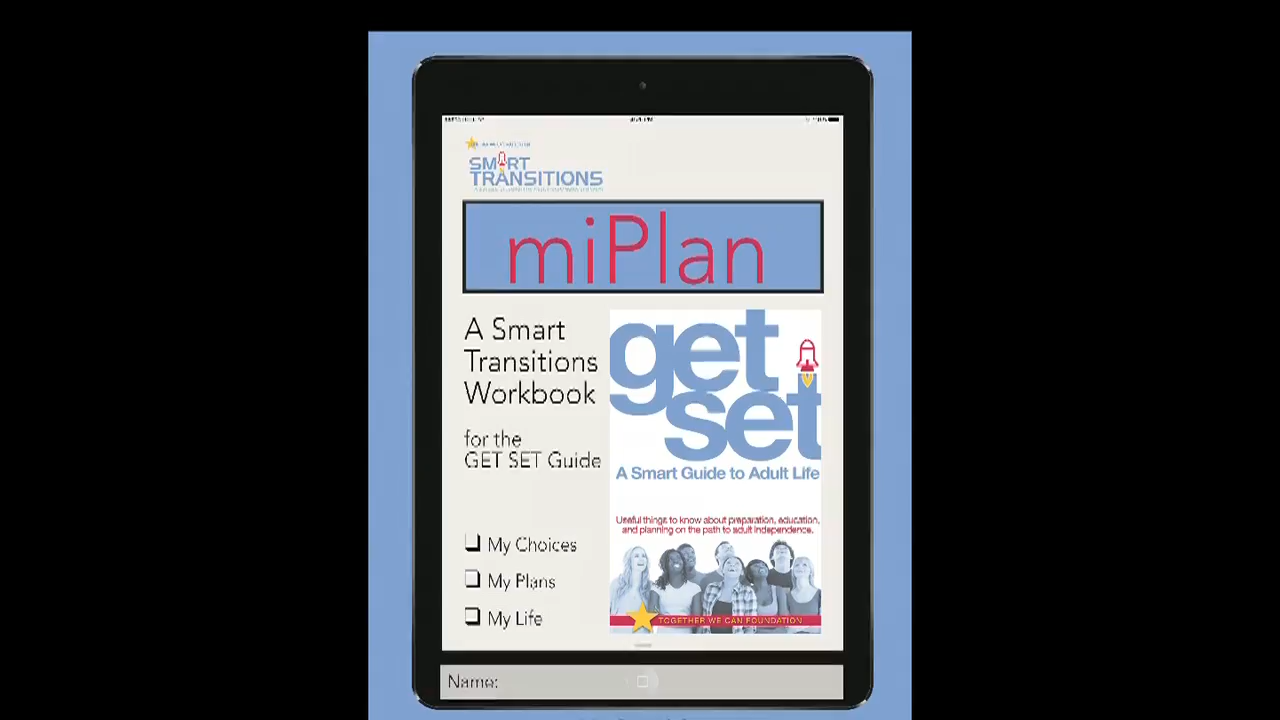 SMART
TRANSITIONS
miPlan
A Smart
Transitions
Workbook
for the
GET SET Guide
My Choices
My Plans
My Life
get
set
A Smart Guide to Adult Life
Useful things to know about preparation, education,
and planning on the path to adult independence.
TOGETHER WE CAN FOUNDATION
Name: